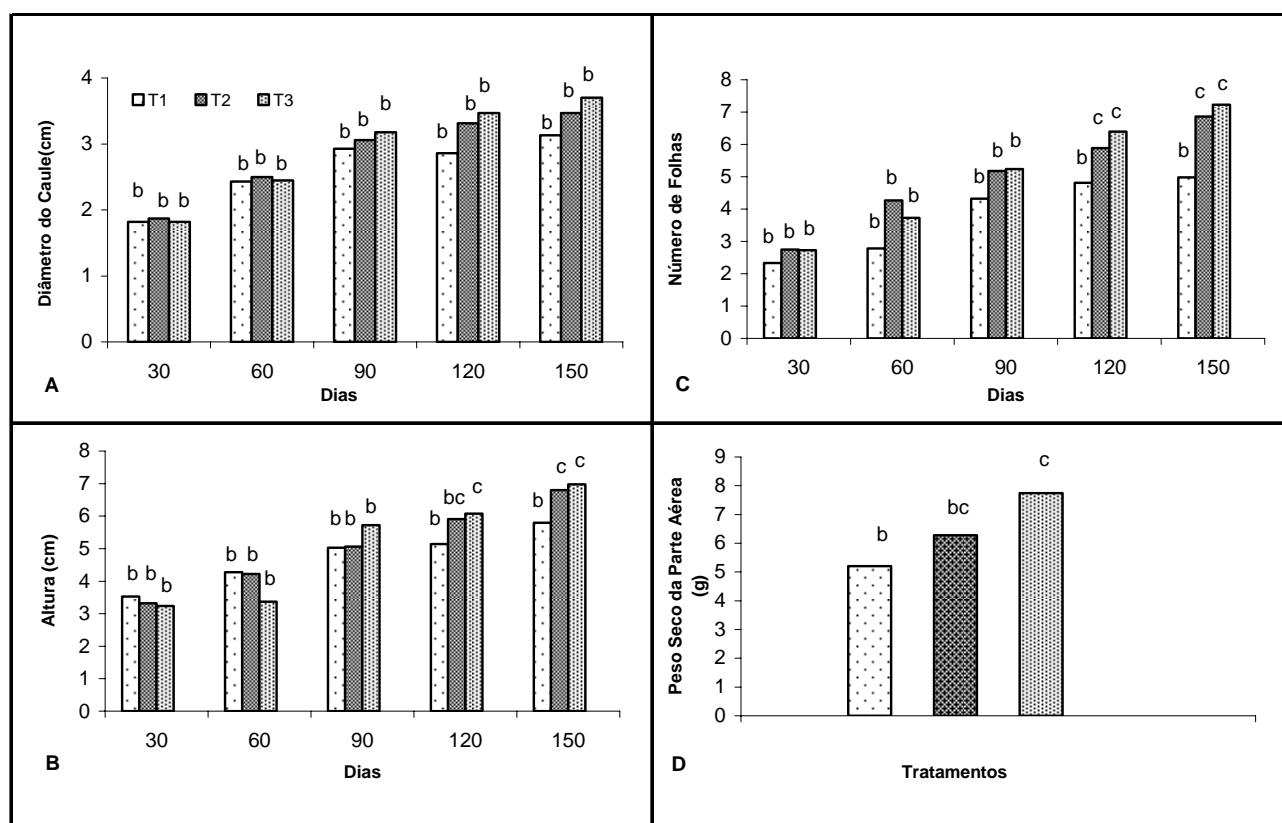 Diâmetro do Caule(cm)
4
3
2
1
0
T1 T2 T3
b b b
b b b
b b b
b b b
b b b
30 60 90 120 150
Dias
A
Número de Folhas
8
7
6
5
4
3
2
1
0
b b b
b b b
b b b
b c c
b c c
30 60 90 120 150
Dias
C
Altura (cm)
8
7
6
5
4
3
2
1
0
b b b
b b b
b b b
b bc c
b c c
30 60 90 120 150
Dias
B
Peso Seco da Parte Aérea
(g)
9
8
7
6
5
4
3
2
1
0
b bc c
Tratamentos
D